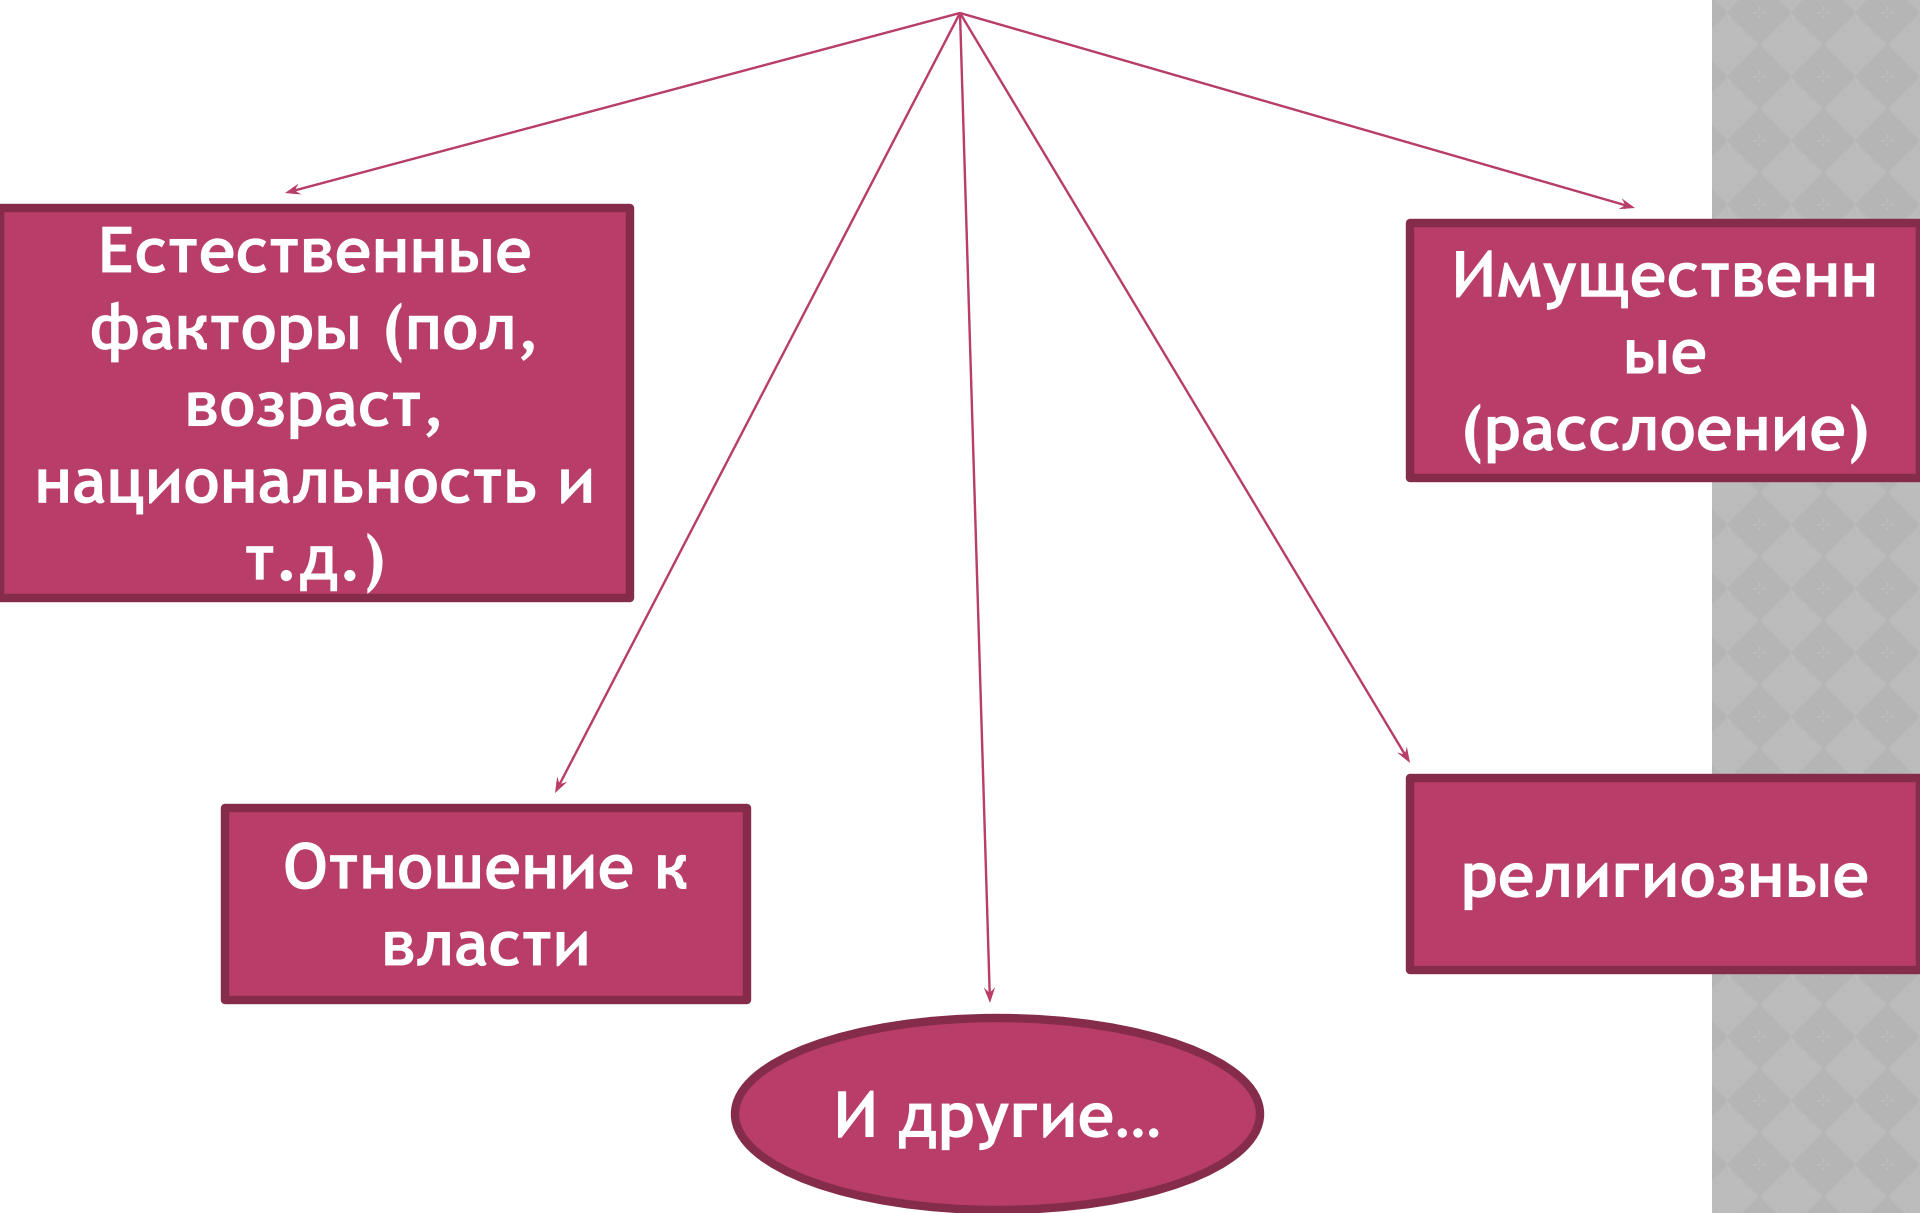 Естественные
факторы (пол,
возраст,
национальность и
т.д.)
Имущественн
ые
(расслоение)
Отношение к
власти
религиозные
И другие…